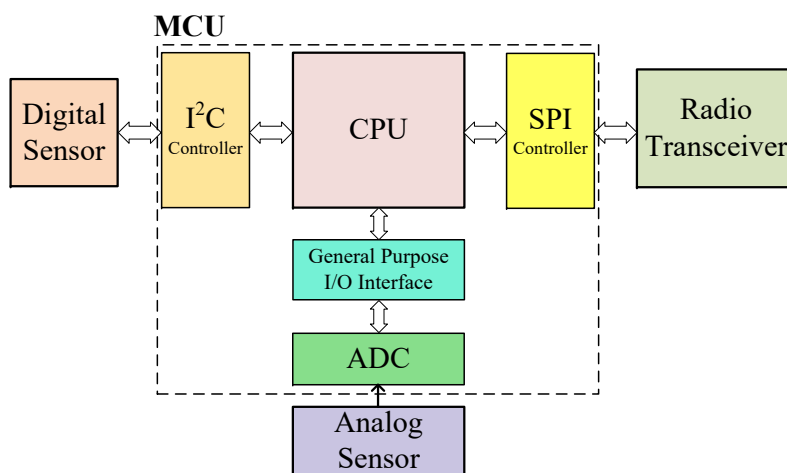 MCU
Digital
Sensor
I²C
Controller
CPU
SPI
Controller
Radio
Transceiver
General Purpose
I/O Interface
ADC
Analog
Sensor